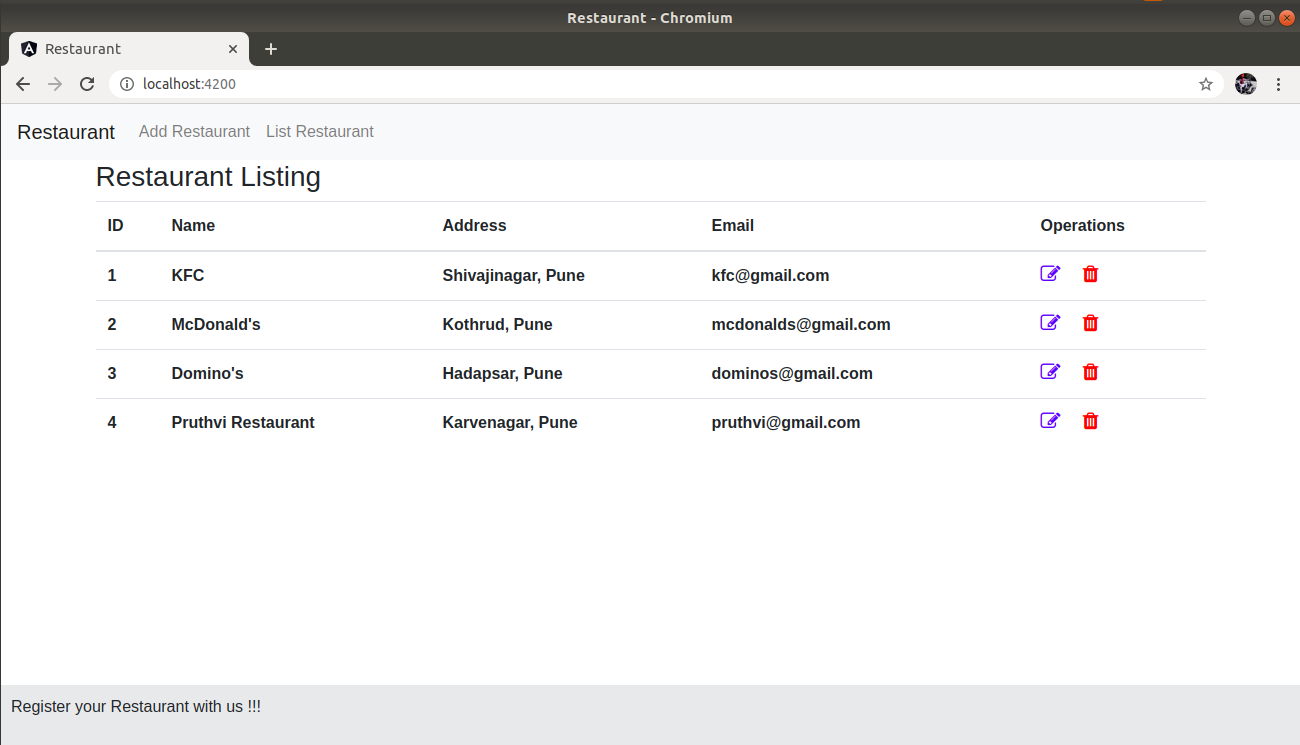 Restaurant - Chromium
Restaurant
localhost:4200
Restaurant Add Restaurant List Restaurant
Restaurant Listing
ID Name Address Email Operations
1 KFC Shivajinagar, Pune kfc@gmail.com
2 McDonald's Kothrud, Pune mcdonalds@gmail.com
3 Domino's Hadapsar, Pune dominos@gmail.com
4 Pruthvi Restaurant Karvenagar, Pune pruthvi@gmail.com
Register your Restaurant with us !!!